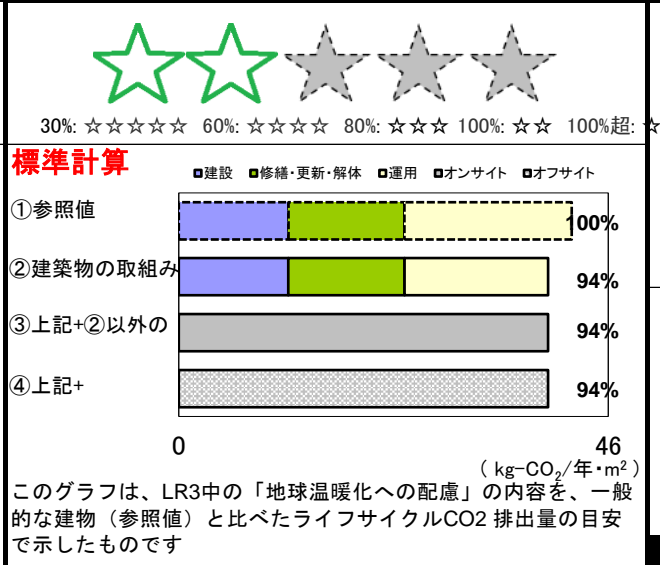 30%: ☆☆☆☆☆ 60%: ☆☆☆☆ 80%: ☆☆☆ 100%: ☆☆ 100%超: ☆
標準計算
建設 修繕・更新・解体 運用 オンサイト オフサイト
①参照値
100%
②建築物の取組み
94%
③上記+②以外の
94%
④上記+
94%
0
46
( kg-CO2/年・m² )
このグラフは、LR3中の「地球温暖化への配慮」の内容を、一般
的な建物（参照値）と比べたライフサイクルCO2 排出量の目安
で示したものです